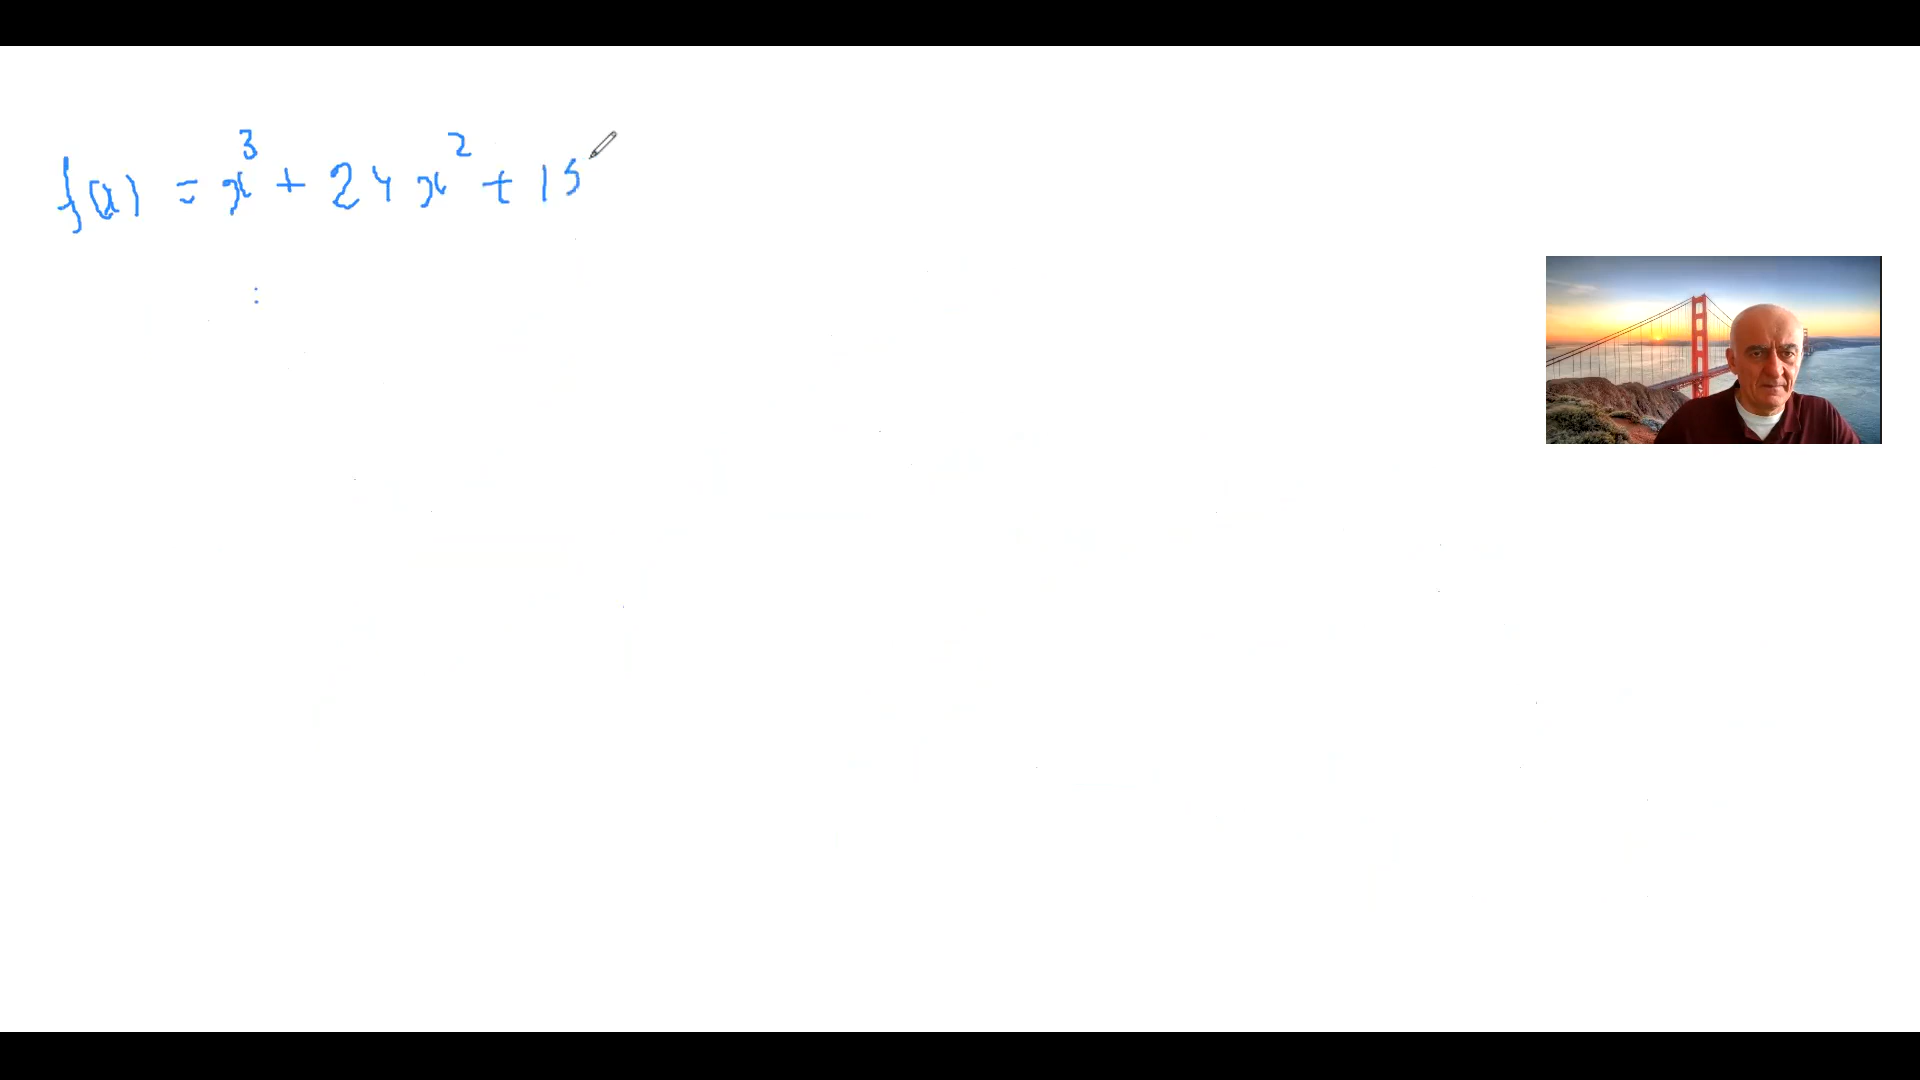 f(x) = x³ + 24x² + 15
: